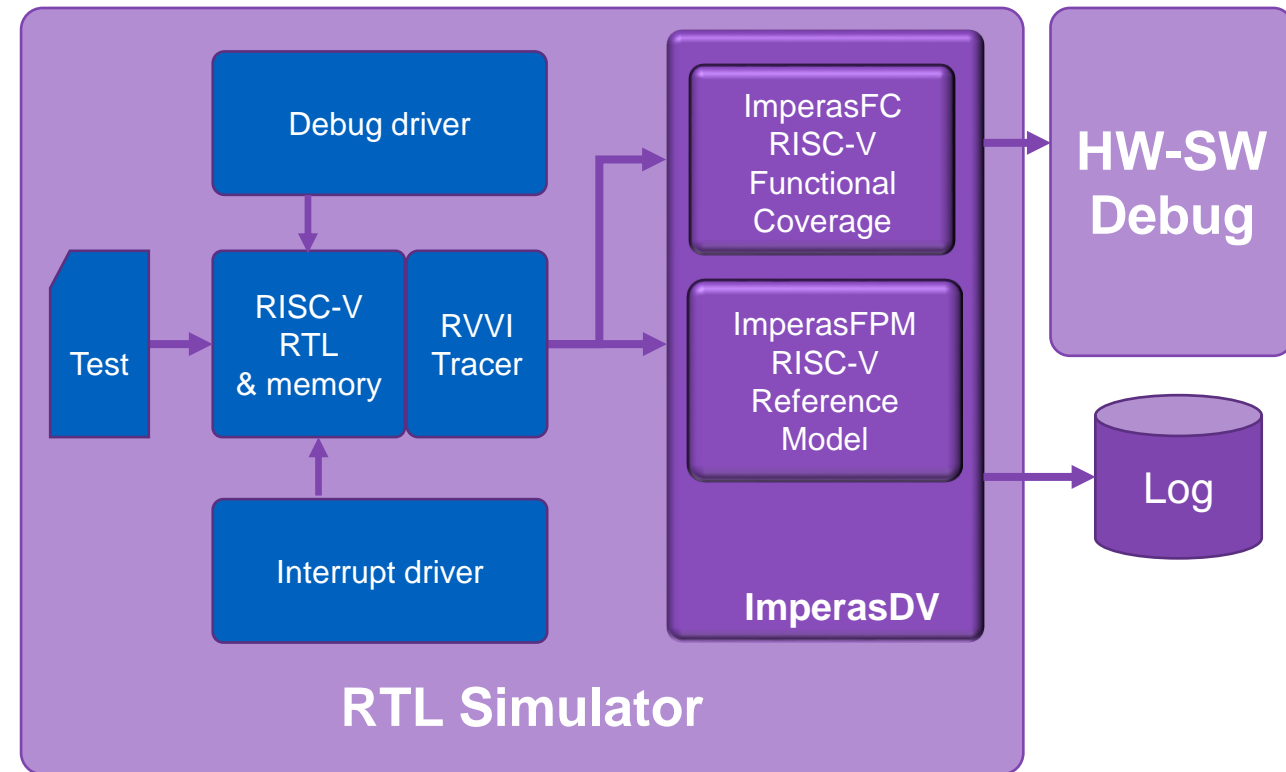 Debug driver
Test
RISC-V
RTL
& memory
RVVI
Tracer
Interrupt driver
ImperasFC
RISC-V
Functional
Coverage
ImperasFPM
RISC-V
Reference
Model
ImperasDV
RTL Simulator
HW-SW
Debug
Log